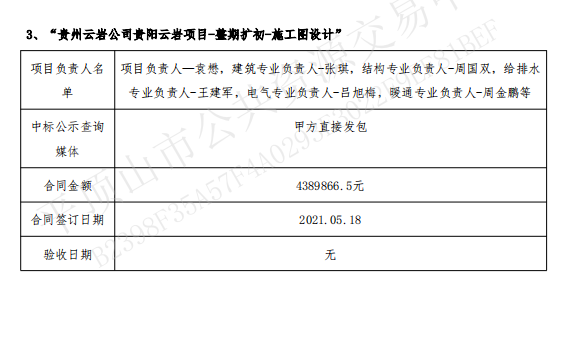 3、“贵州云岩公司贵阳云岩项目-整期扩初-施工图设计”
项目负责人名
单
项目负责人—袁懋，建筑专业负责人-张琪，结构专业负责人-周国双，给排水
专业负责人-王建军，电气专业负责人-吕旭梅，暖通专业负责人-周金鹏等
中标公示查询
媒体
甲方直接发包
合同金额
4389866.5元
合同签订日期
2021.05.18
验收日期
无